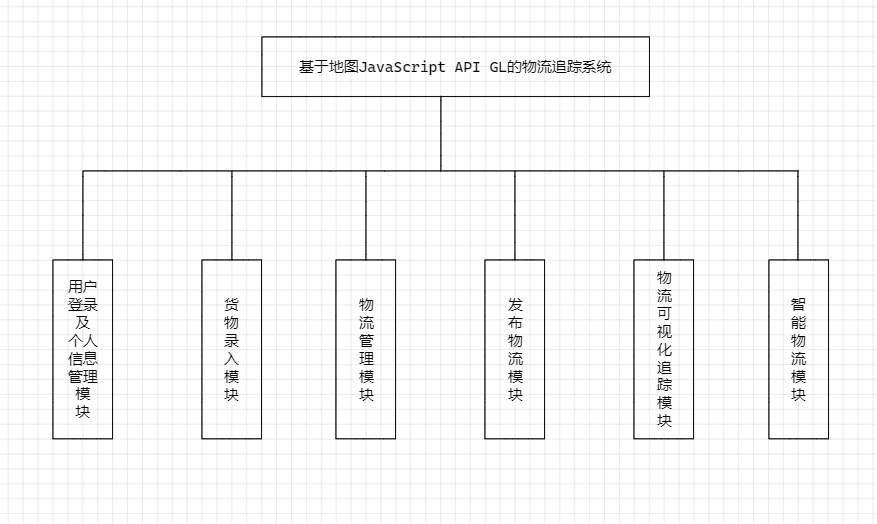 基于地图JavaScript API GL的物流追踪系统
用户
登录
及
个人
信息
管理
模
块
货
物
录
入
模
块
物
流
管
理
模
块
发
布
物
流
模
块
物
流
可
视
化
追
踪
模
块
智
能
物
流
模
块